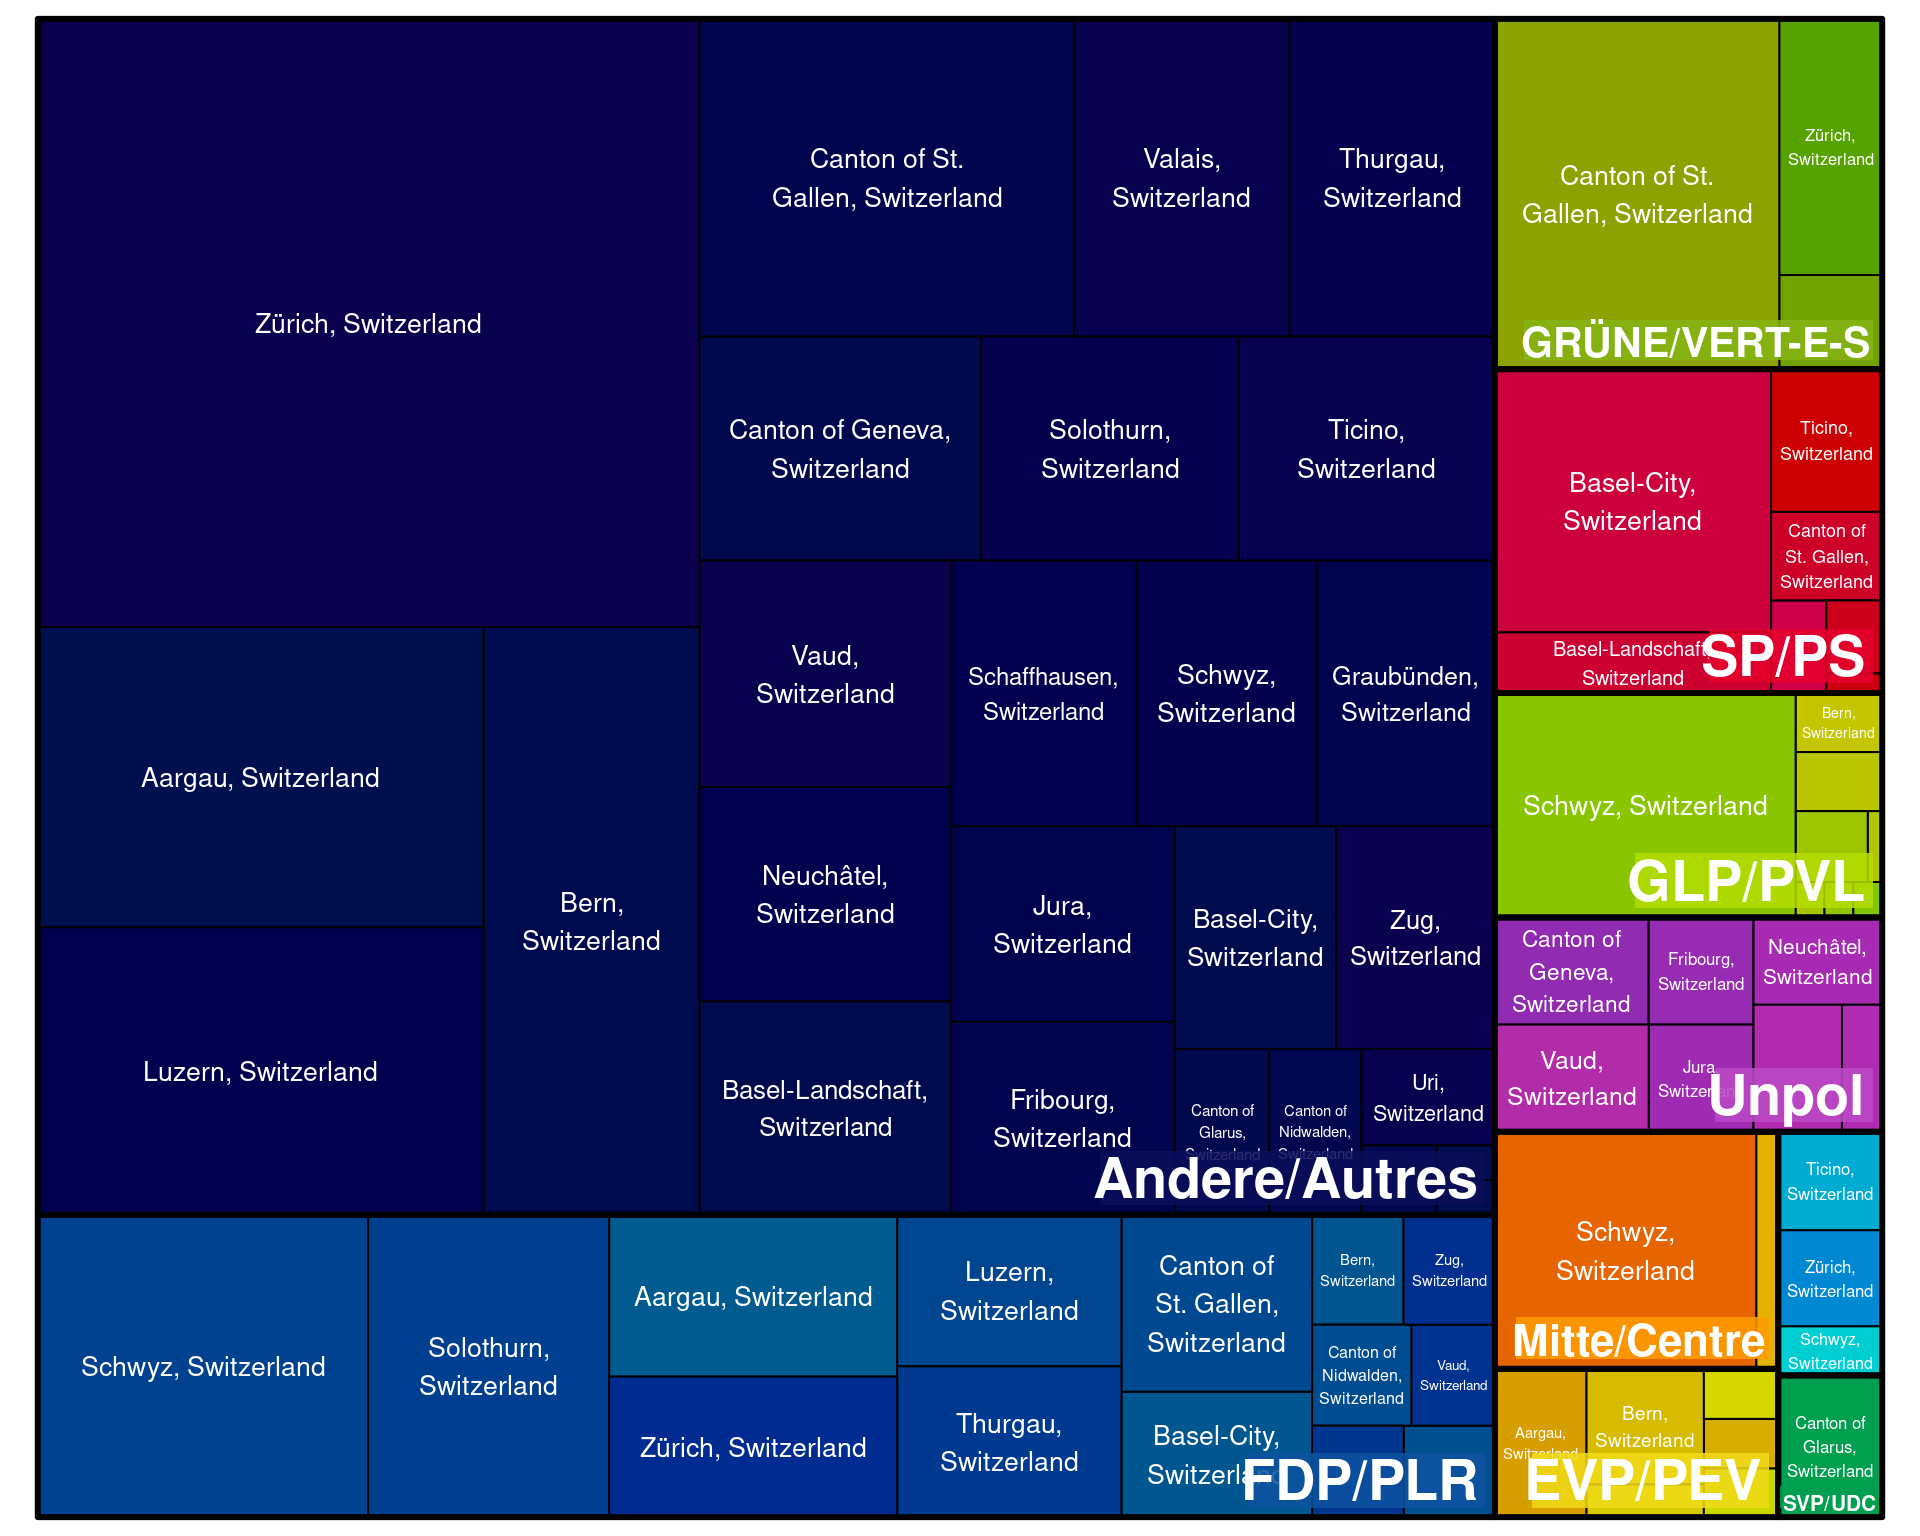 Zürich, Switzerland
Canton of St.
Gallen, Switzerland
Valais,
Switzerland
Thurgau,
Switzerland
Canton of Geneva,
Switzerland
Solothurn,
Switzerland
Ticino,
Switzerland
Aargau, Switzerland
Luzern, Switzerland
Bern,
Switzerland
Vaud,
Switzerland
Schaffhausen,
Switzerland
Schwyz,
Switzerland
Graubünden,
Switzerland
Neuchâtel,
Switzerland
Jura,
Switzerland
Basel-City,
Switzerland
Zug,
Switzerland
Basel-Landschaft,
Switzerland
Fribourg,
Switzerland
Canton of
Glarus,
Switzerland
Canton of
Nidwalden,
Switzerland
Uri,
Switzerland
Andere/Autres
Schwyz, Switzerland
Solothurn,
Switzerland
Aargau, Switzerland
Zürich, Switzerland
Luzern,
Switzerland
Thurgau,
Switzerland
Canton of
St. Gallen,
Switzerland
Basel-City,
Switzerland
Bern,
Switzerland
Zug,
Switzerland
Canton of
Nidwalden,
Switzerland
Vaud,
Switzerland
FDP/PLR
Canton of St.
Gallen, Switzerland
Zürich,
Switzerland
GRÜNE/VERT-E-S
Basel-City,
Switzerland
Ticino,
Switzerland
Canton of
St. Gallen,
Switzerland
Basel-Landschaft,
Switzerland
SP/PS
Schwyz, Switzerland
Bern,
Switzerland
GLP/PVL
Canton of
Geneva,
Switzerland
Fribourg,
Switzerland
Neuchâtel,
Switzerland
Vaud,
Switzerland
Jura,
Switzerland
Unpol
Schwyz,
Switzerland
Mitte/Centre
Ticino,
Switzerland
Zürich,
Switzerland
Schwyz,
Switzerland
Aargau,
Switzerland
Bern,
Switzerland
EVP/PEV
Canton of
Glarus,
Switzerland
SVP/UDC